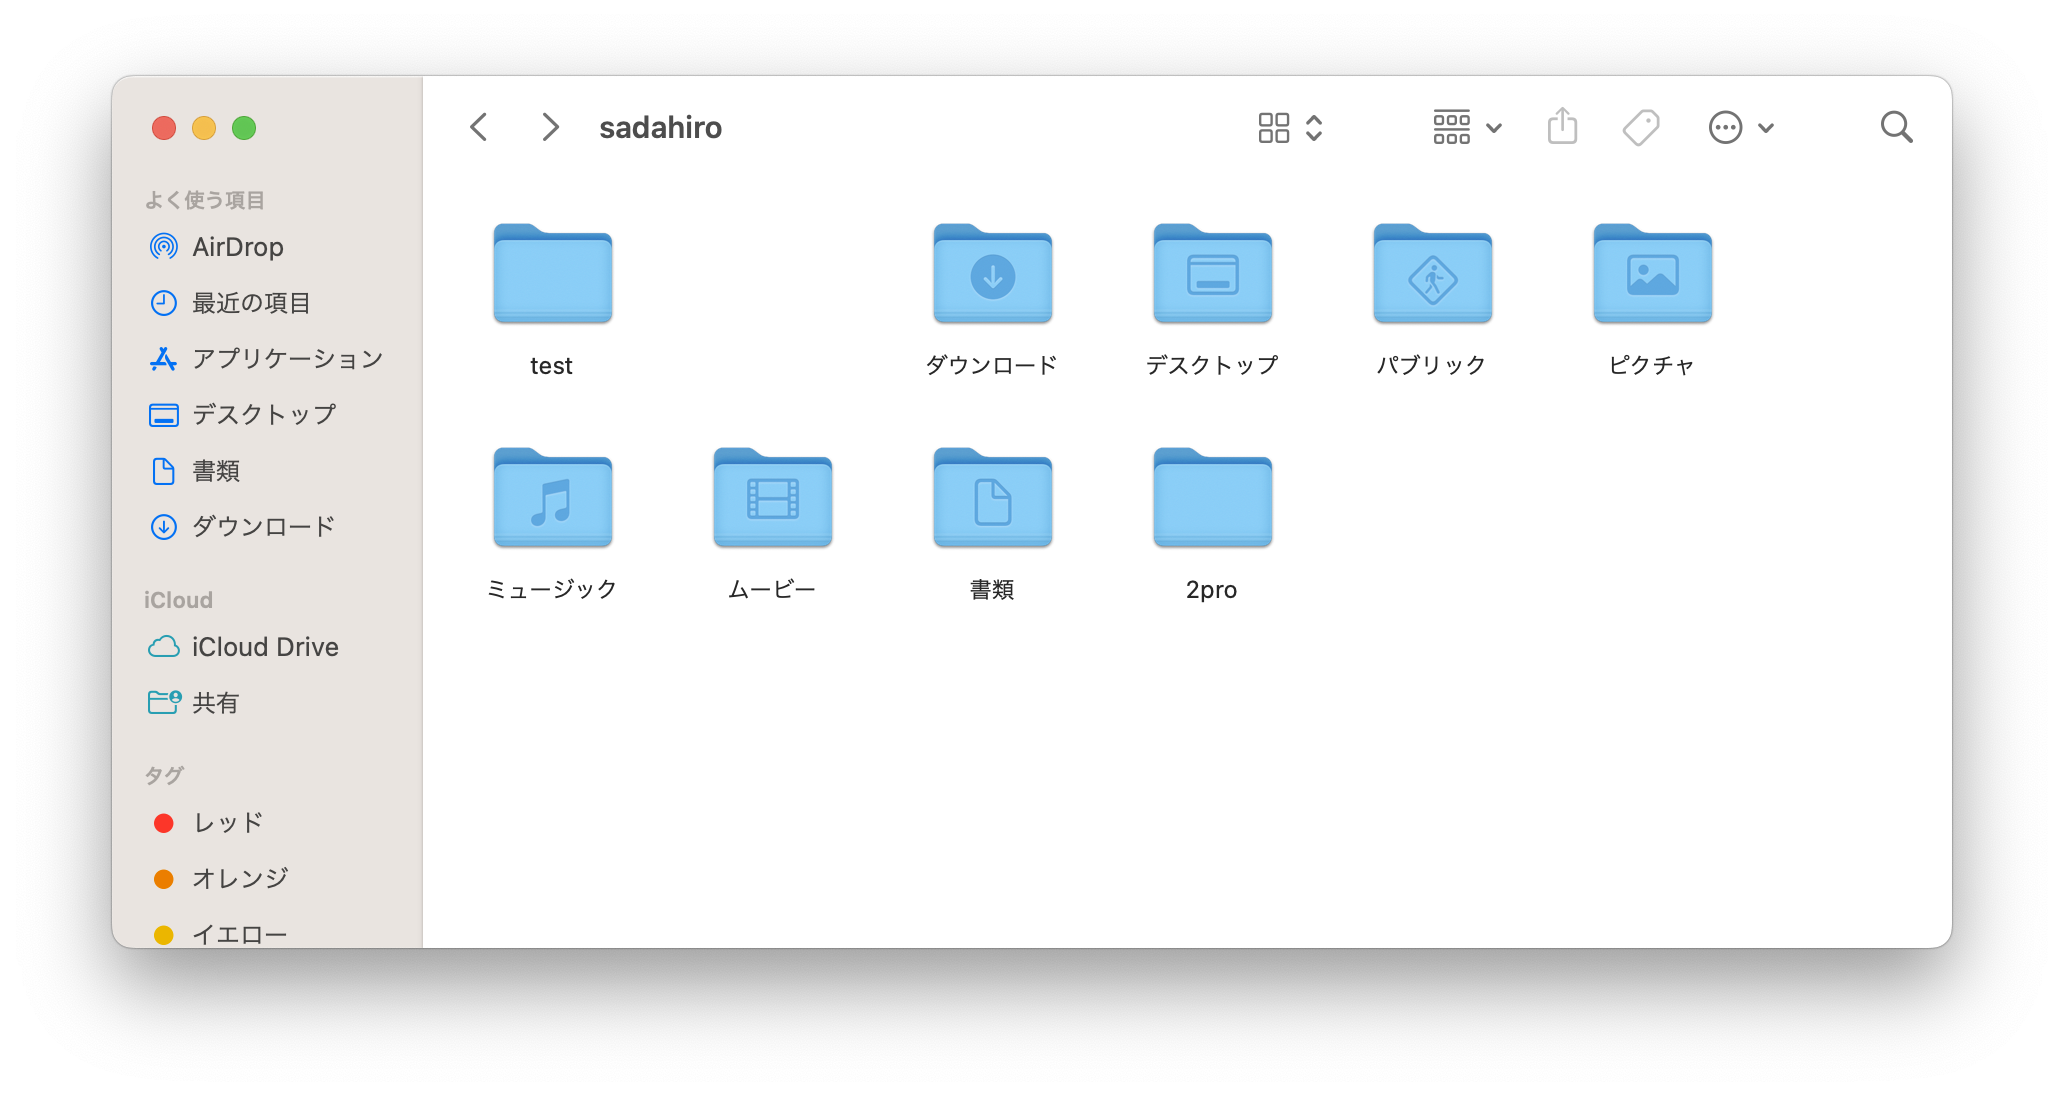 sadahiro
よく使う項目
AirDrop
最近の項目
アプリケーション
デスクトップ
書類
ダウンロード
iCloud
iCloud Drive
共有
タグ
レッド
オレンジ
イエロー
test
ダウンロード
デスクトップ
パブリック
ピクチャ
ミュージック
ムービー
書類
2pro